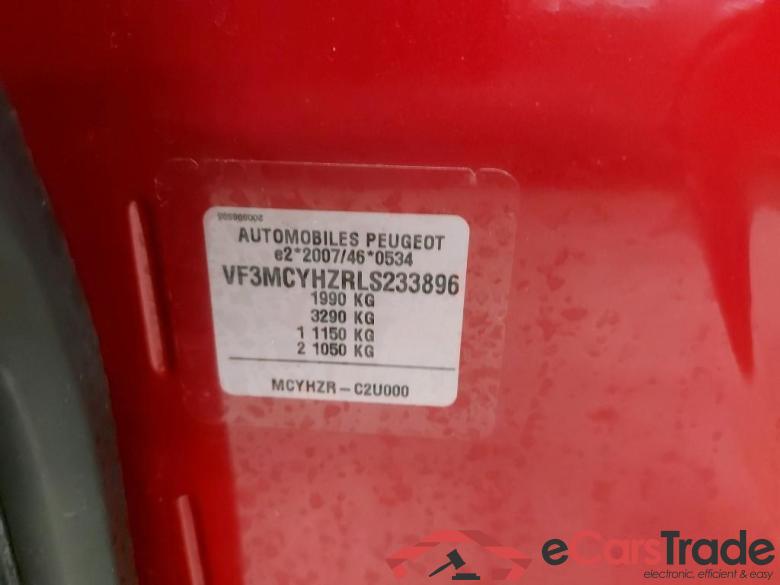 AUTOMOBILES PEUGEOT
e2*2007/46*0534
VF3MCYHZRLS233896
1990 KG
3290 KG
1 1150 KG
2 1050 KG
MCYHZR-C2U000
eCarsTrade
electronic, efficient & easy